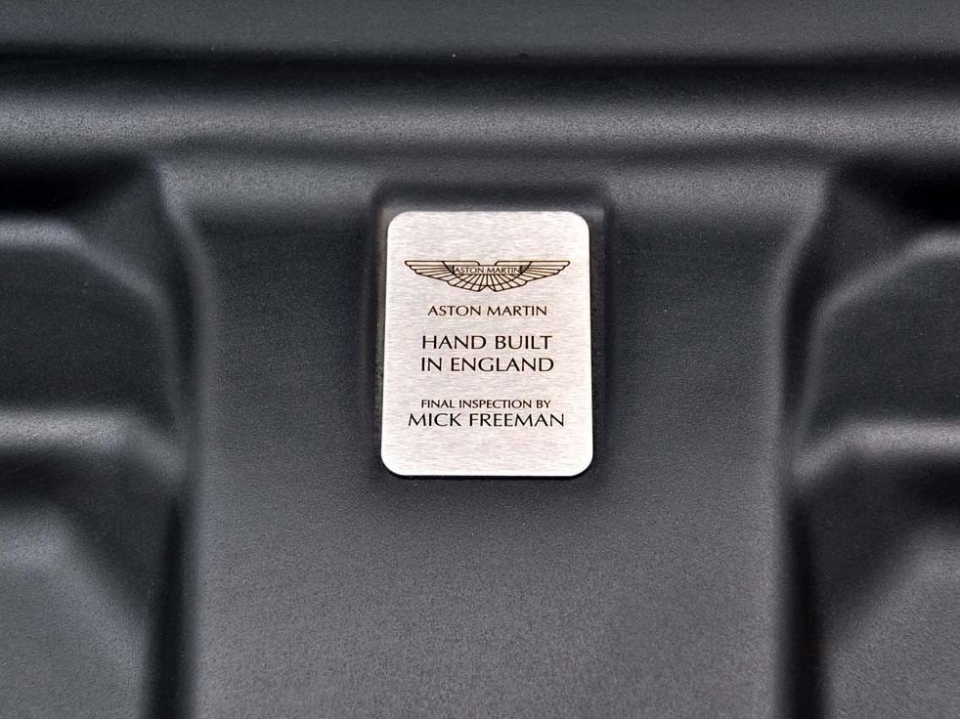 ASTON MARTIN
ASTON MARTIN
HAND BUILT
IN ENGLAND
FINAL INSPECTION BY
MICK FREEMAN